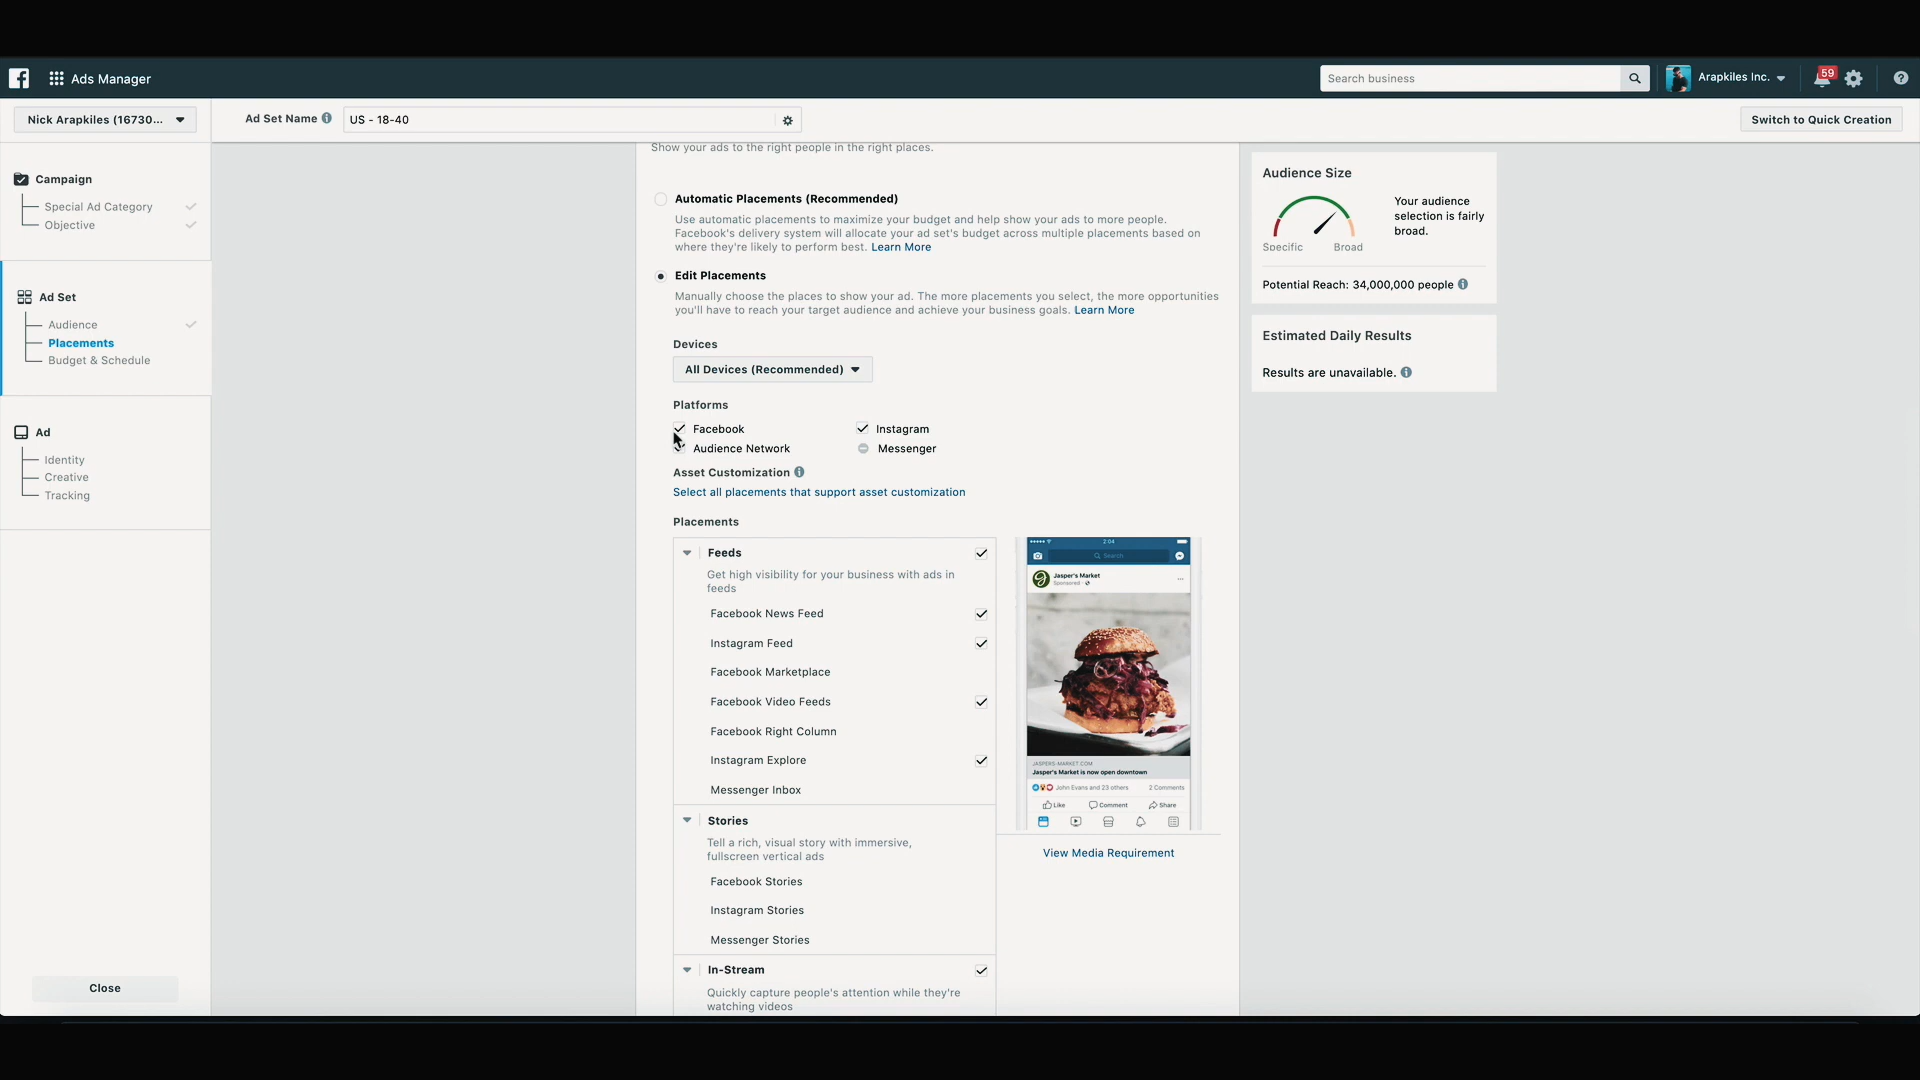 Ads Manager
Search business
Arapkiles Inc.
59
Nick Arapkiles (16730...
Ad Set Name
US - 18-40
Switch to Quick Creation
Show your ads to the right people in the right places.
Campaign
Special Ad Category
Objective
Ad Set
Audience
Placements
Budget & Schedule
Ad
Identity
Creative
Tracking
Close
Automatic Placements (Recommended)
Use automatic placements to maximize your budget and help show your ads to more people.
Facebook's delivery system will allocate your ad set's budget across multiple placements based on
where they're likely to perform best. Learn More
Edit Placements
Manually choose the places to show your ad. The more placements you select, the more opportunities
you'll have to reach your target audience and achieve your business goals. Learn More
Devices
All Devices (Recommended)
Platforms
Facebook
Instagram
Audience Network
Messenger
Asset Customization
Select all placements that support asset customization
Placements
Feeds
Get high visibility for your business with ads in
feeds
Facebook News Feed
Instagram Feed
Facebook Marketplace
Facebook Video Feeds
Facebook Right Column
Instagram Explore
Messenger Inbox
Stories
Tell a rich, visual story with immersive,
fullscreen vertical ads
Facebook Stories
Instagram Stories
Messenger Stories
In-Stream
Quickly capture people's attention while they're
watching videos
2:04
Search
Jasper's Market
Sponsored
JASPERS-MARKET.COM
Jasper's Market is now open downtown
John Evans and 23 others
2 Comments
Like
Comment
Share
View Media Requirement
Audience Size
Specific
Broad
Your audience
selection is fairly
broad.
Potential Reach: 34,000,000 people
Estimated Daily Results
Results are unavailable.